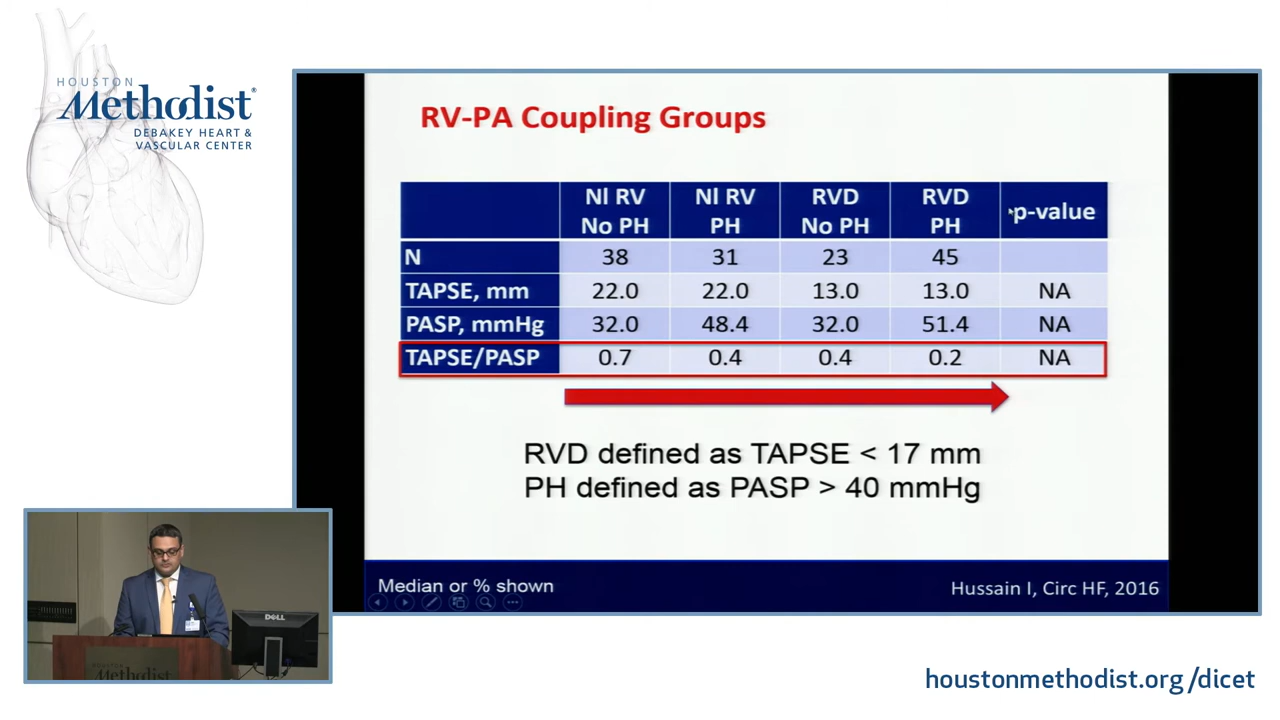 HOUSTON
Methodist®
DEBAKEY HEART &
VASCULAR CENTER
RV-PA Coupling Groups
Nl RV No PH Nl RV PH RVD No PH RVD PH p-value
N 38 31 23 45
TAPSE, mm 22.0 22.0 13.0 13.0 NA
PASP, mmHg 32.0 48.4 32.0 51.4 NA
TAPSE/PASP 0.7 0.4 0.4 0.2 NA
RVD defined as TAPSE < 17 mm
PH defined as PASP > 40 mmHg
Median or % shown
Hussain I, Circ HF, 2016
DELL
HOUSTON
Methodist
houstonmethodist.org/dicet